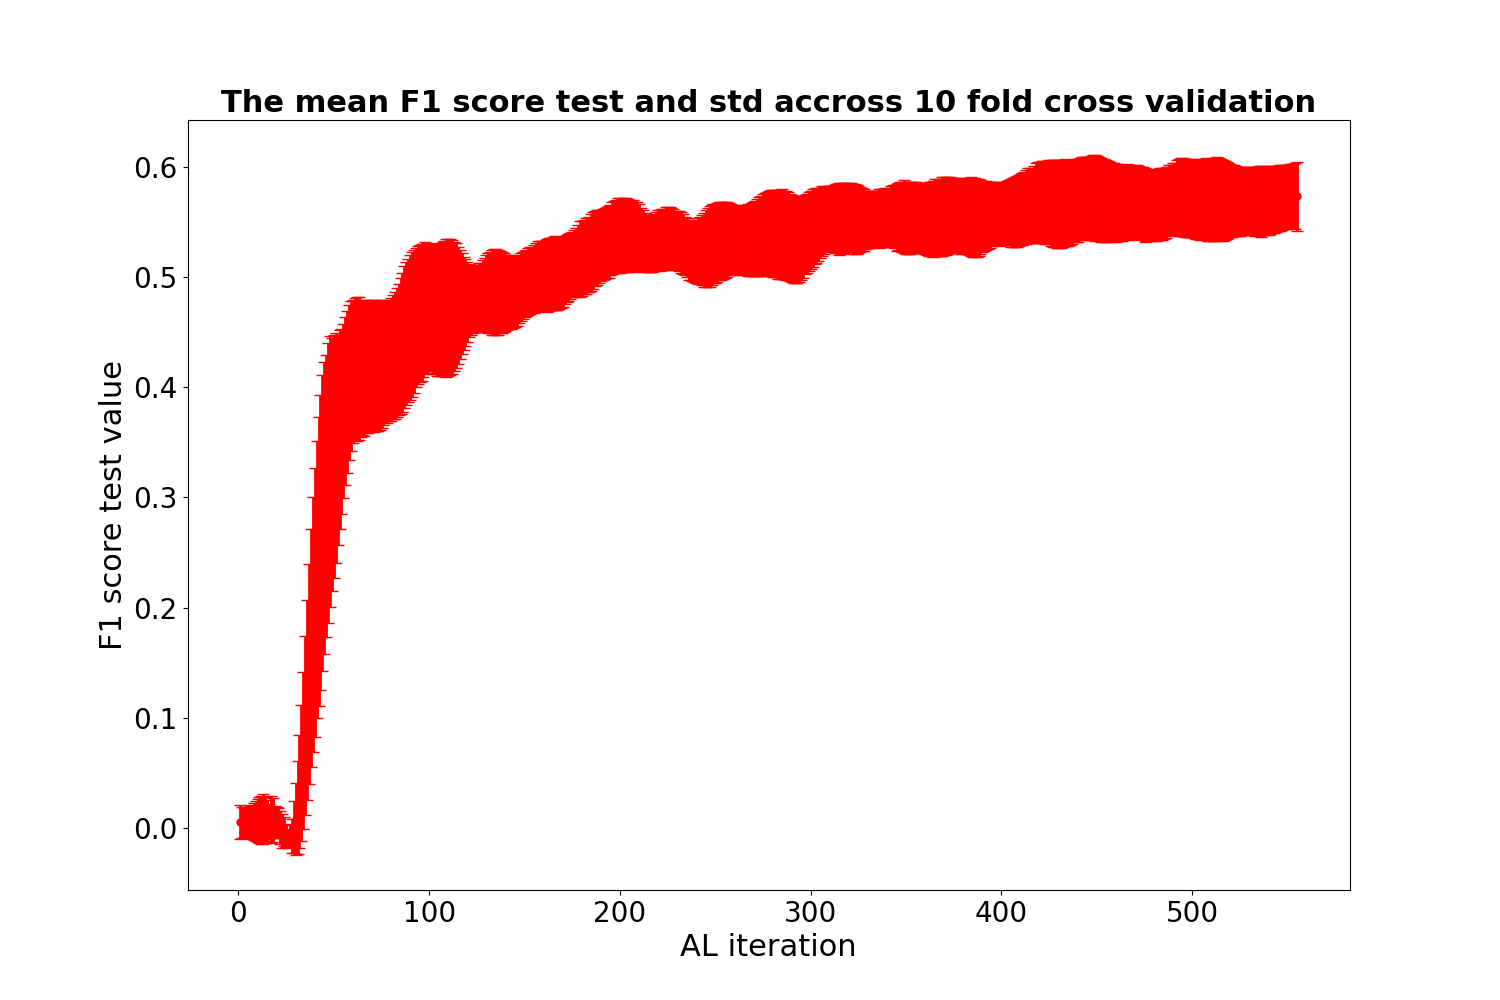 The mean F1 score test and std accross 10 fold cross validation
0.6
0.5
0.4
0.3
0.2
0.1
0.0
F1 score test value
0 100 200 300 400 500
AL iteration